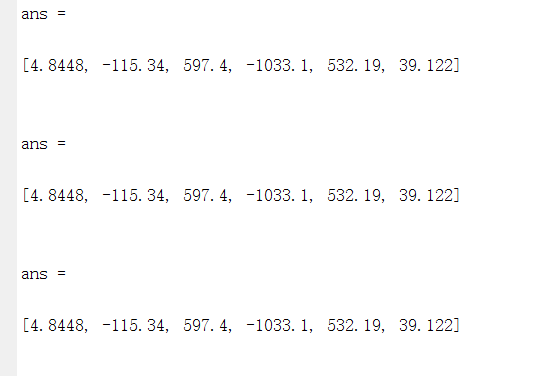 ans =
[4.8448, -115.34, 597.4, -1033.1, 532.19, 39.122]
ans =
[4.8448, -115.34, 597.4, -1033.1, 532.19, 39.122]
ans =
[4.8448, -115.34, 597.4, -1033.1, 532.19, 39.122]